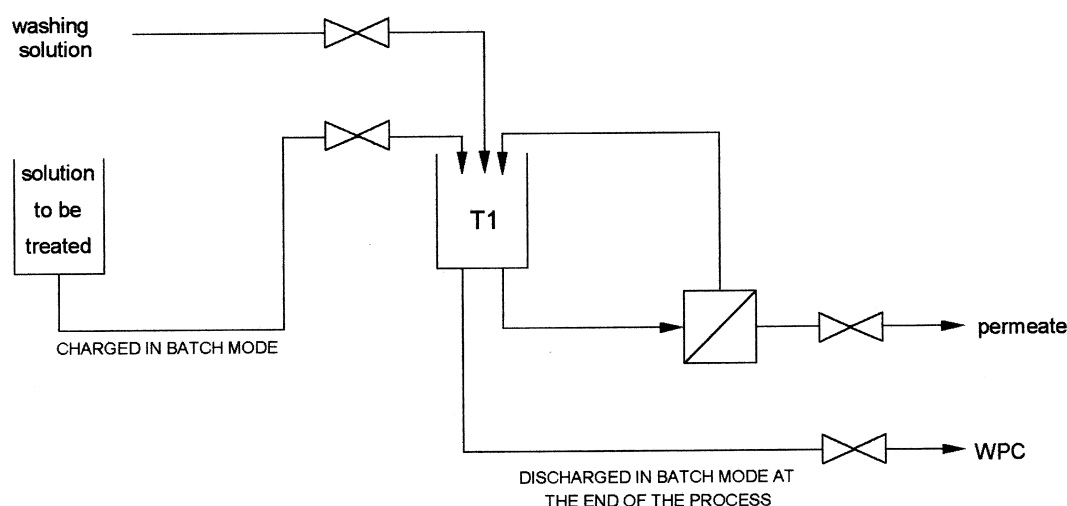 washing
solution
solution
to be
treated
T1
CHARGED IN BATCH MODE
permeate
WPC
DISCHARGED IN BATCH MODE AT
THE END OF THE PROCESS